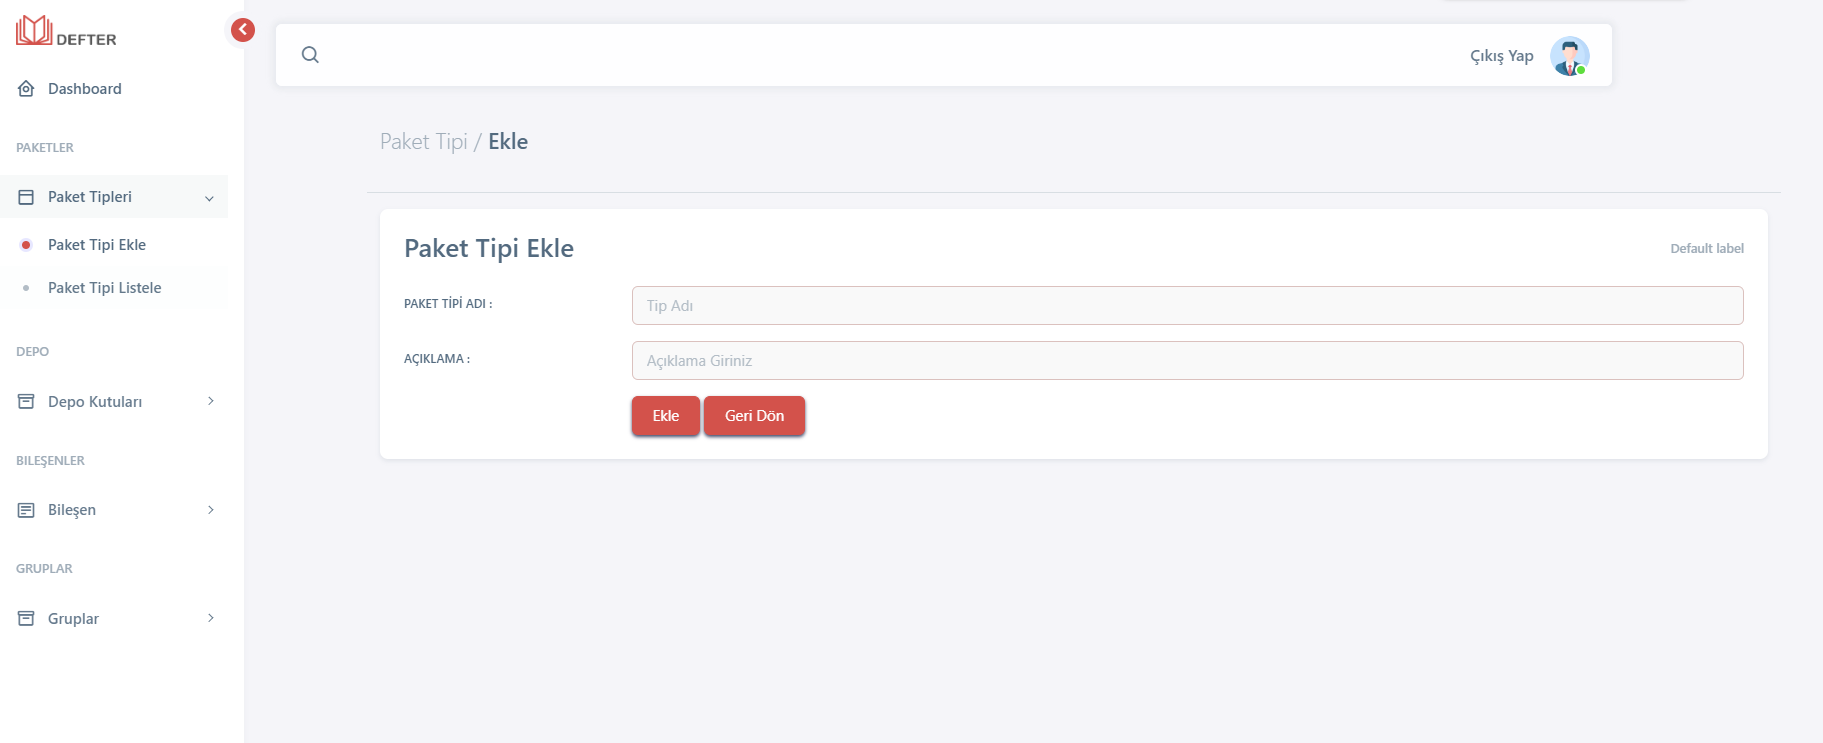 DEFTER
Dashboard
PAKETLER
Paket Tipleri
Paket Tipi Ekle
Paket Tipi Listele
DEPO
Depo Kutuları
BILEŞENLER
Bileşen
GRUPLAR
Gruplar
Çıkış Yap
Paket Tipi / Ekle
Paket Tipi Ekle
Default label
PAKET TİPİ ADI :
Tip Adı
AÇIKLAMA :
Açıklama Giriniz
Ekle
Geri Dön